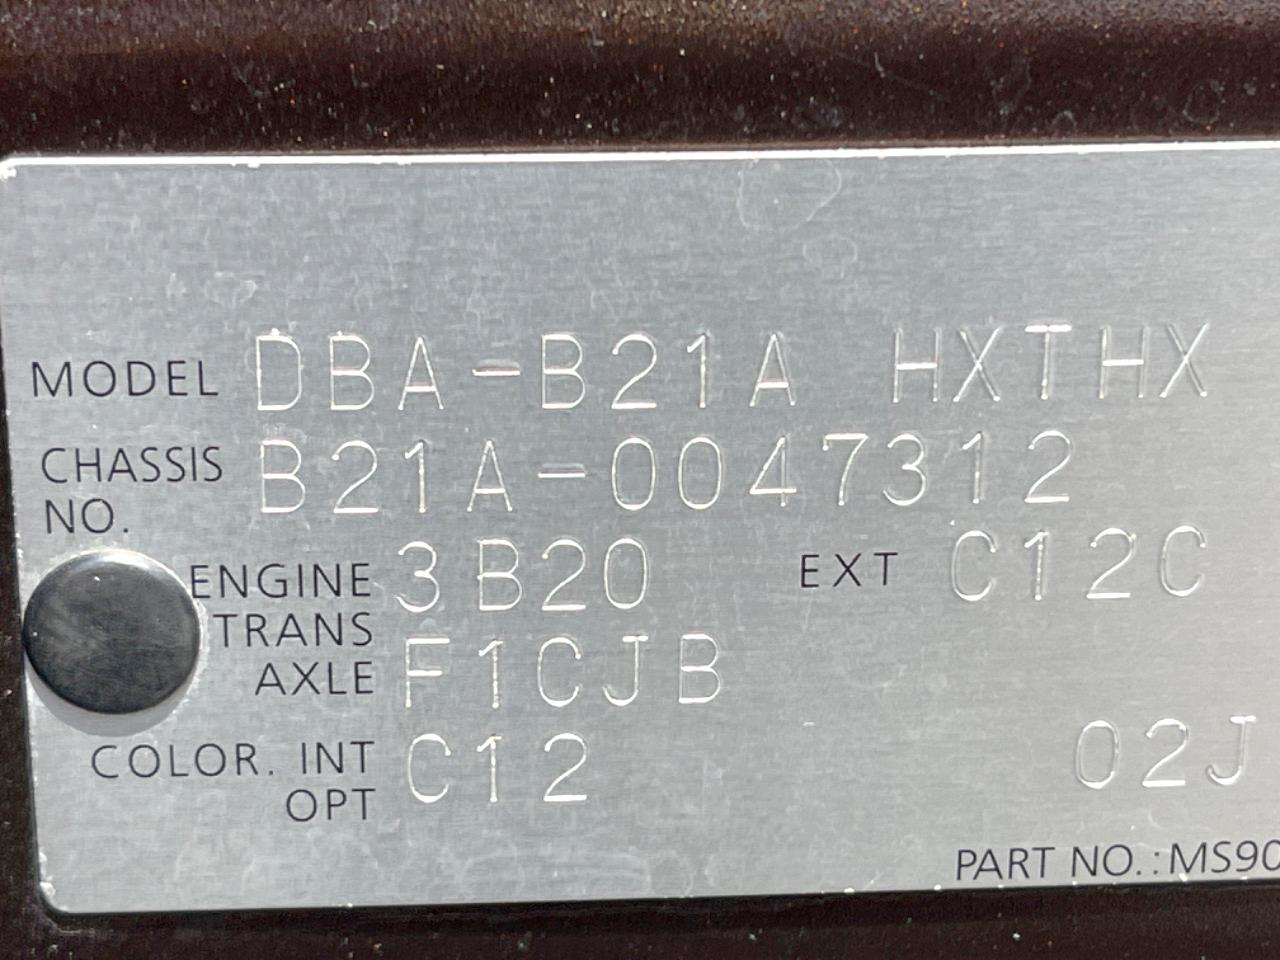 MODEL DBA-B21A HXTHX
CHASSIS NO. B21A-0047312
ENGINE 3B20 EXT C12C
TRANS AXLE F1CJB
COLOR. INT OPT C12 02J
PART NO.: MS90